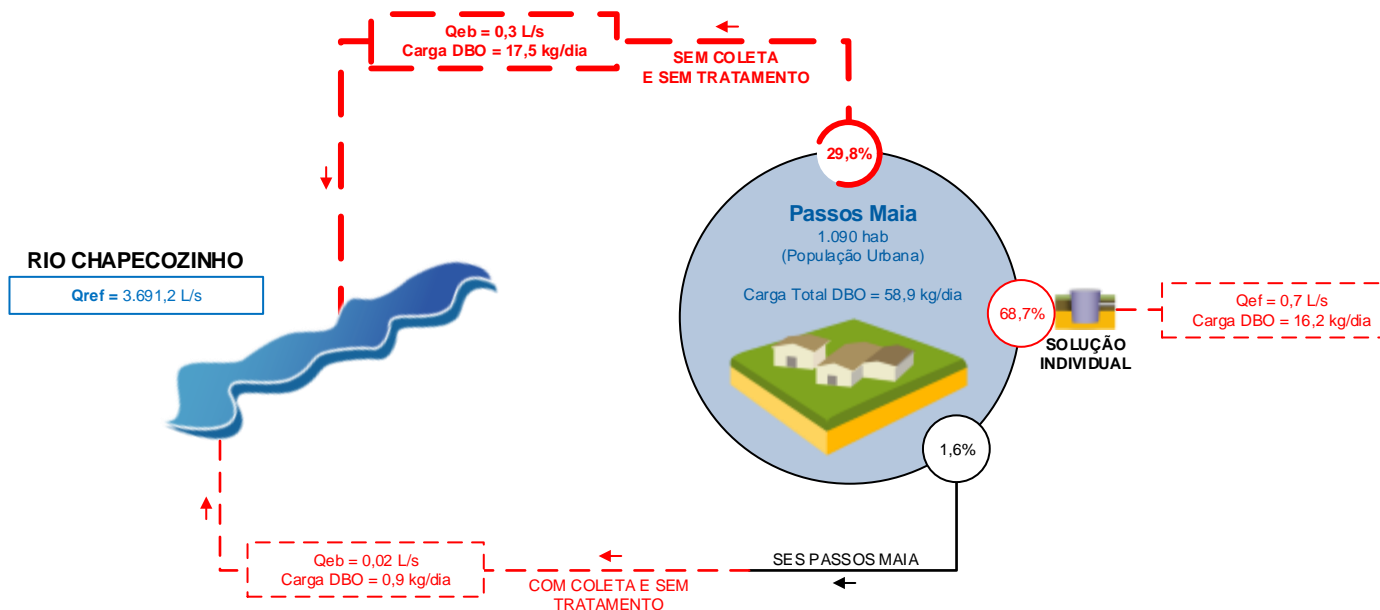 Qeb = 0,3 L/s
Carga DBO = 17,5 kg/dia
SEM COLETA
E SEM TRATAMENTO
29,8%
Passos Maia
1.090 hab
(População Urbana)
Carga Total DBO = 58,9 kg/dia
RIO CHAPECOZINHO
Qref = 3.691,2 L/s
68,7%
SOLUÇÃO
INDIVIDUAL
Qef = 0,7 L/s
Carga DBO = 16,2 kg/dia
1,6%
SES PASSOS MAIA
Qeb = 0,02 L/s
Carga DBO = 0,9 kg/dia
COM COLETA E SEM
TRATAMENTO